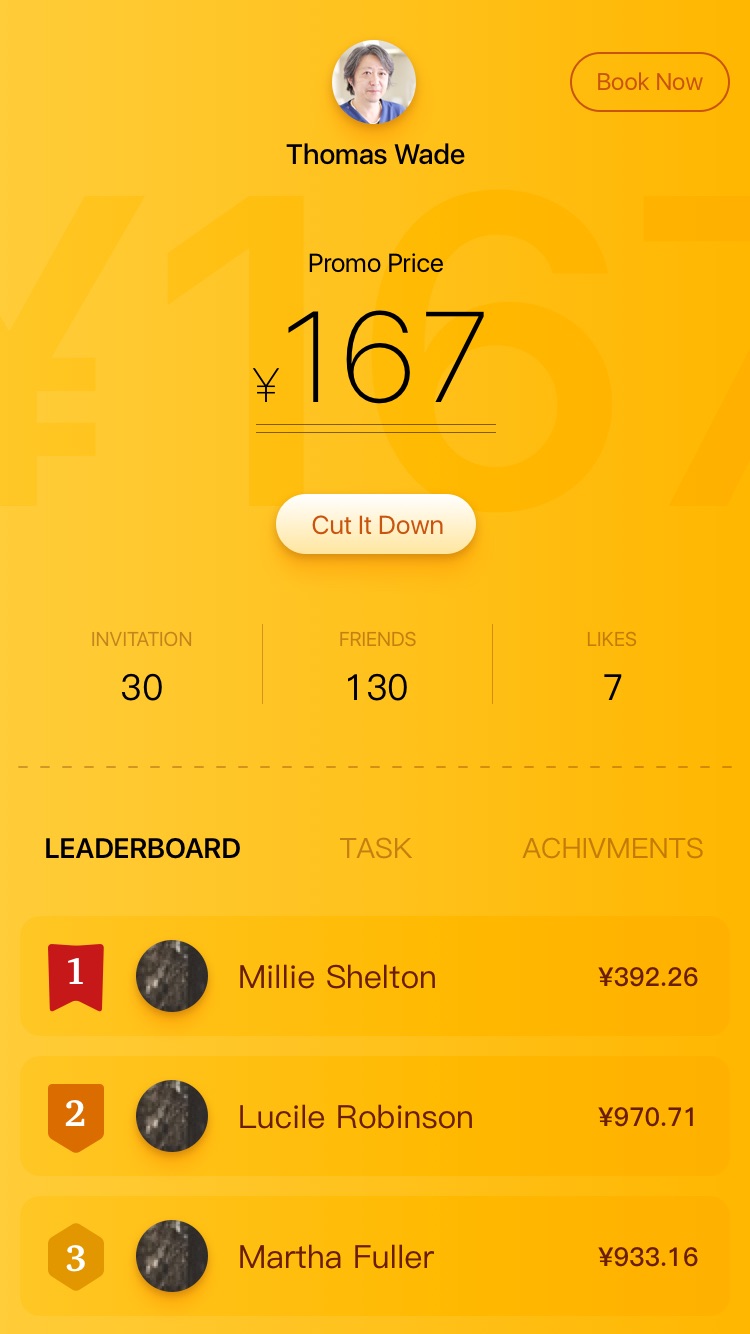 Book Now
Thomas Wade
¥167
Promo Price
¥167
Cut It Down
INVITATION FRIENDS LIKES
30 130 7
LEADERBOARD TASK ACHIVMENTS
1 Millie Shelton ¥392.26
2 Lucile Robinson ¥970.71
3 Martha Fuller ¥933.16